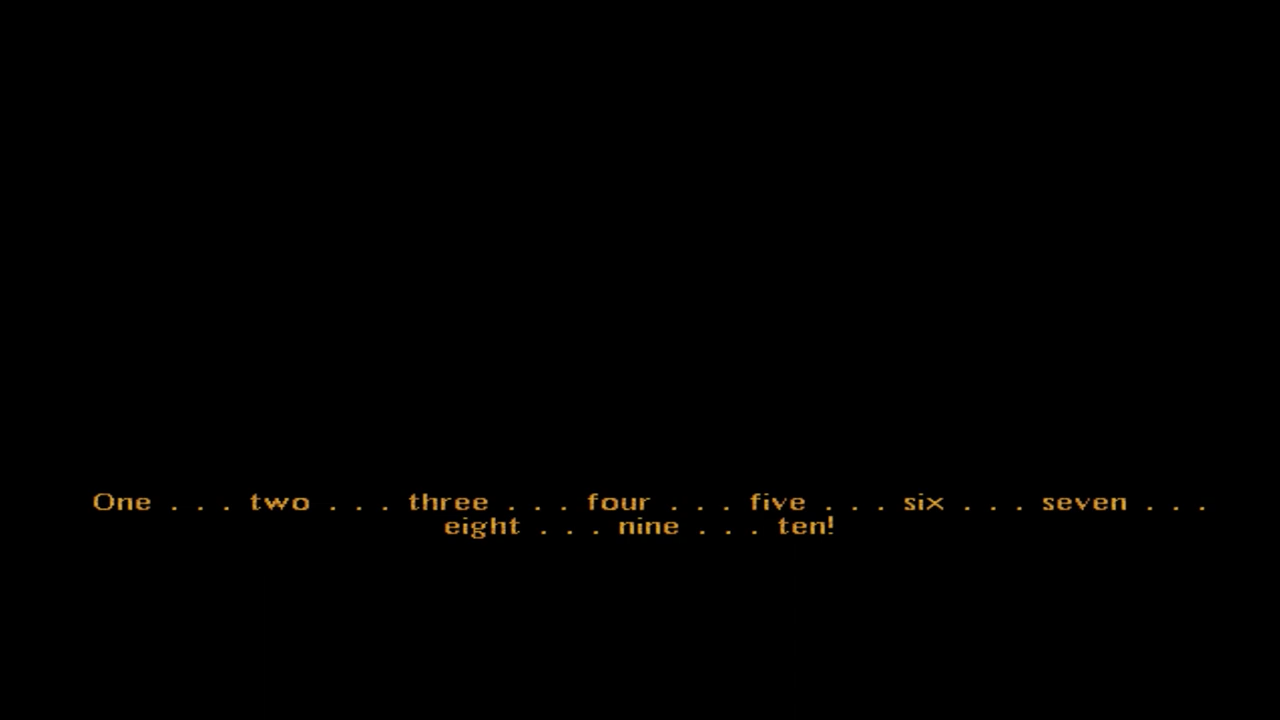 One . . . two . . . three . . . four . . . five . . . six . . . seven . . .
eight . . . nine . . . ten!